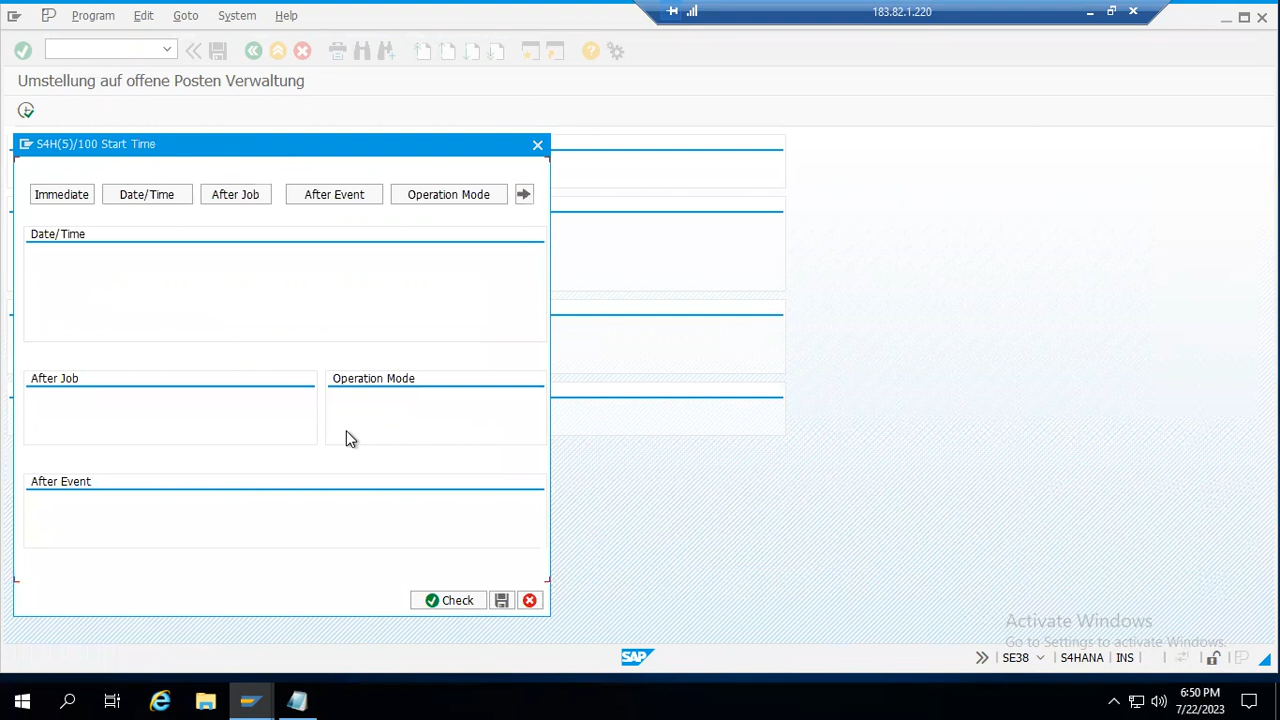 Program Edit Goto System Help
183.82.1.220
Umstellung auf offene Posten Verwaltung
S4H(5)/100 Start Time
Immediate Date/Time After Job After Event Operation Mode
Date/Time
After Job Operation Mode
After Event
Check
Activate Windows
Go to Settings to activate Windows.
SAP SE38 S4HANA INS
6:50 PM
7/22/2023